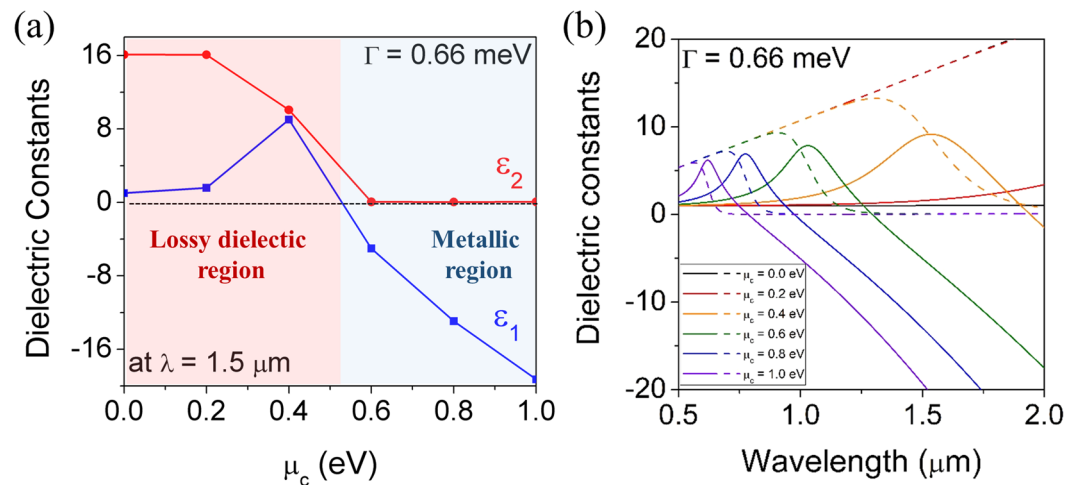 (a)
Γ = 0.66 meV
Dielectric Constants
16
8
0
-8
-16
ε2
Lossy dielectic
region
Metallic
region
ε1
at λ = 1.5 μm
0.0 0.2 0.4 0.6 0.8 1.0
μc (eV)
(b)
Γ = 0.66 meV
Dielectric constants
20
10
0
-10
-20
μc = 0.0 eV
μc = 0.2 eV
μc = 0.4 eV
μc = 0.6 eV
μc = 0.8 eV
μc = 1.0 eV
0.5 1.0 1.5 2.0
Wavelength (μm)